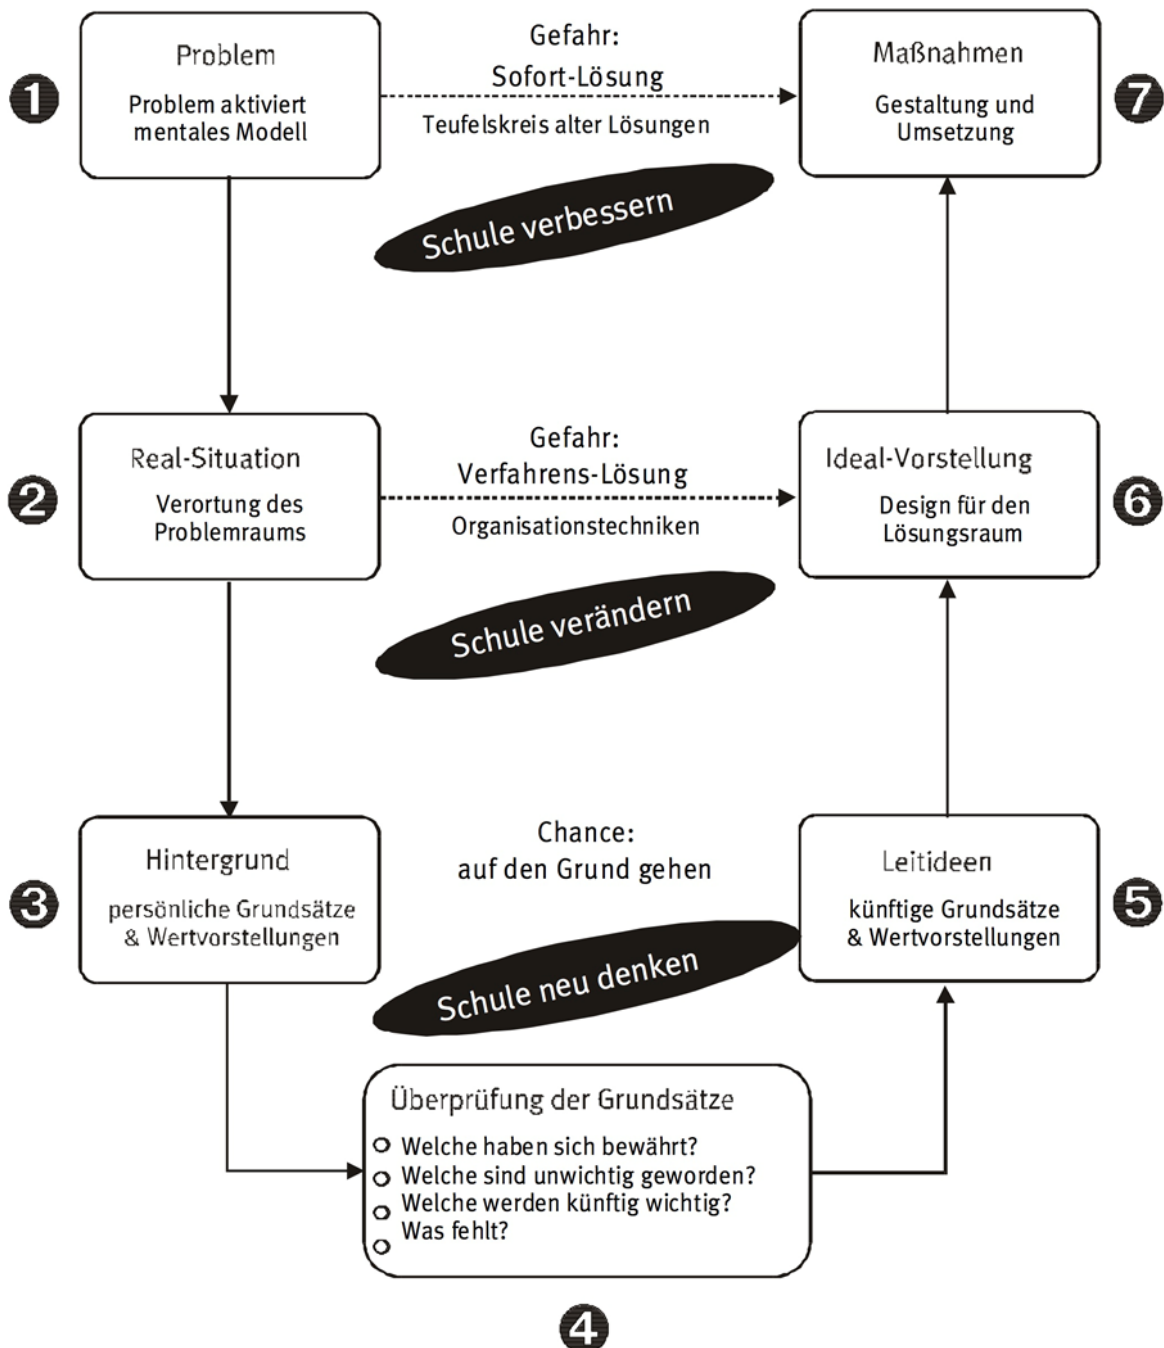 1
Problem
Problem aktiviert
mentales Modell
Gefahr:
Sofort-Lösung
Teufelskreis alter Lösungen
Maßnahmen
Gestaltung und
Umsetzung
7
Schule verbessern
2
Real-Situation
Verortung des
Problemraums
Gefahr:
Verfahrens-Lösung
Organisationstechniken
Ideal-Vorstellung
Design für den
Lösungsraum
6
Schule verändern
3
Hintergrund
persönliche Grundsätze
& Wertvorstellungen
Chance:
auf den Grund gehen
Leitideen
künftige Grundsätze
& Wertvorstellungen
5
Schule neu denken
Überprüfung der Grundsätze
Welche haben sich bewährt?
Welche sind unwichtig geworden?
Welche werden künftig wichtig?
Was fehlt?
4